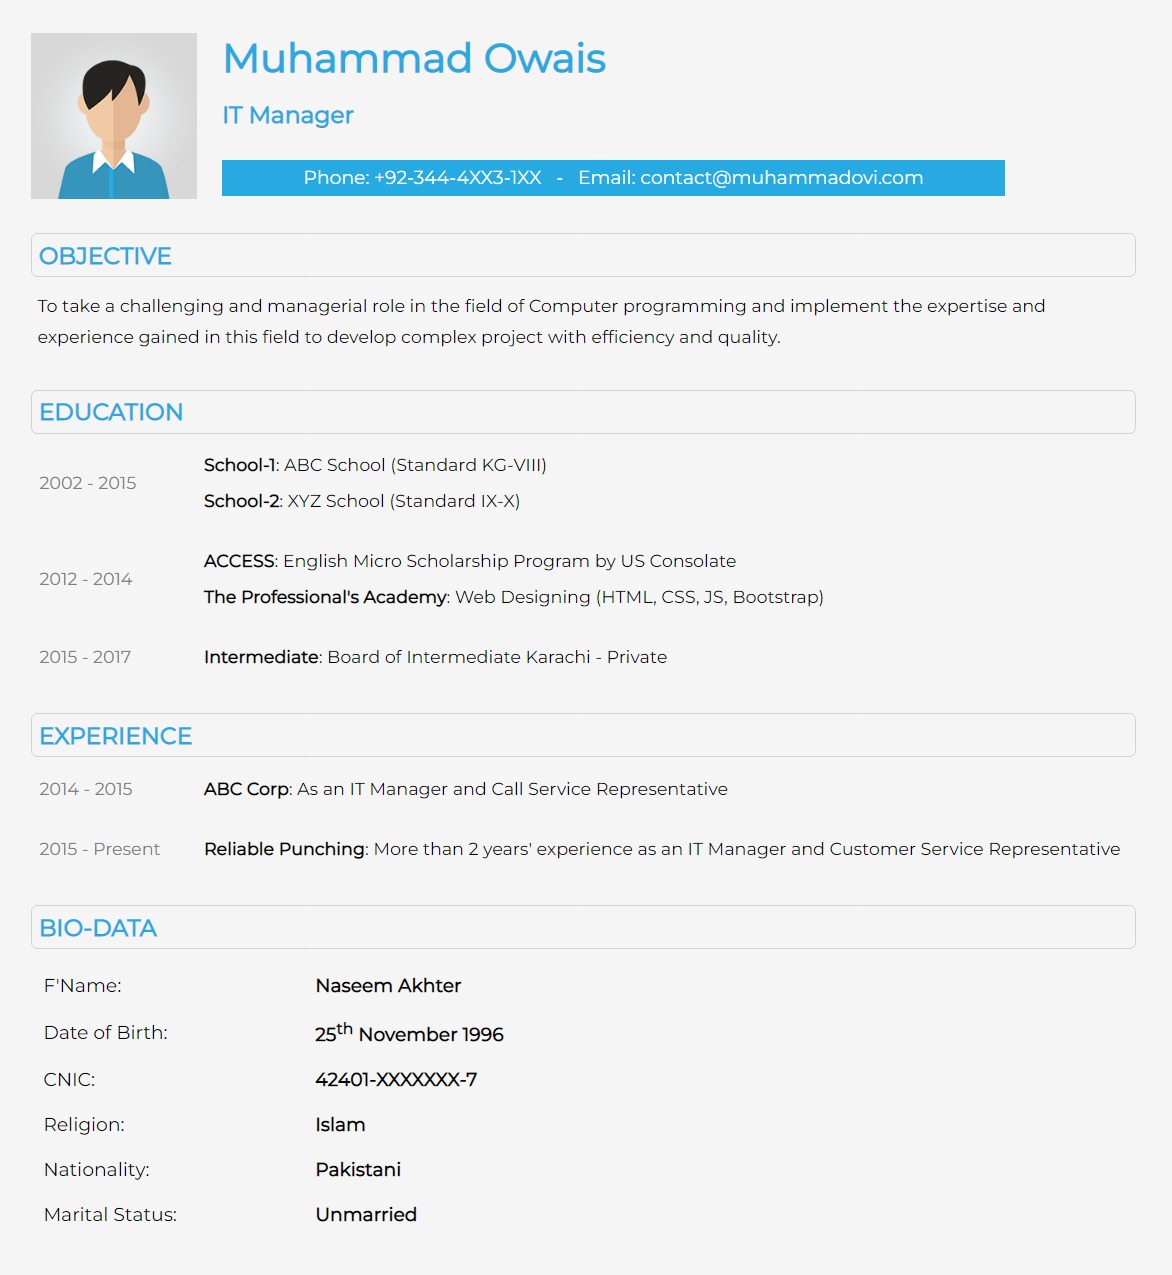 Muhammad Owais
IT Manager
Phone: +92-344-4XX3-1XX - Email: contact@muhammadovi.com
OBJECTIVE
To take a challenging and managerial role in the field of Computer programming and implement the expertise and
experience gained in this field to develop complex project with efficiency and quality.
EDUCATION
2002 - 2015
School-1: ABC School (Standard KG-VIII)
School-2: XYZ School (Standard IX-X)
2012 - 2014
ACCESS: English Micro Scholarship Program by US Consolate
The Professional's Academy: Web Designing (HTML, CSS, JS, Bootstrap)
2015 - 2017 Intermediate: Board of Intermediate Karachi - Private
EXPERIENCE
2014 - 2015 ABC Corp: As an IT Manager and Call Service Representative
2015 - Present Reliable Punching: More than 2 years' experience as an IT Manager and Customer Service Representative
BIO-DATA
F'Name: Naseem Akhter
Date of Birth: 25th November 1996
CNIC: 42401-XXXXXXX-7
Religion: Islam
Nationality: Pakistani
Marital Status: Unmarried